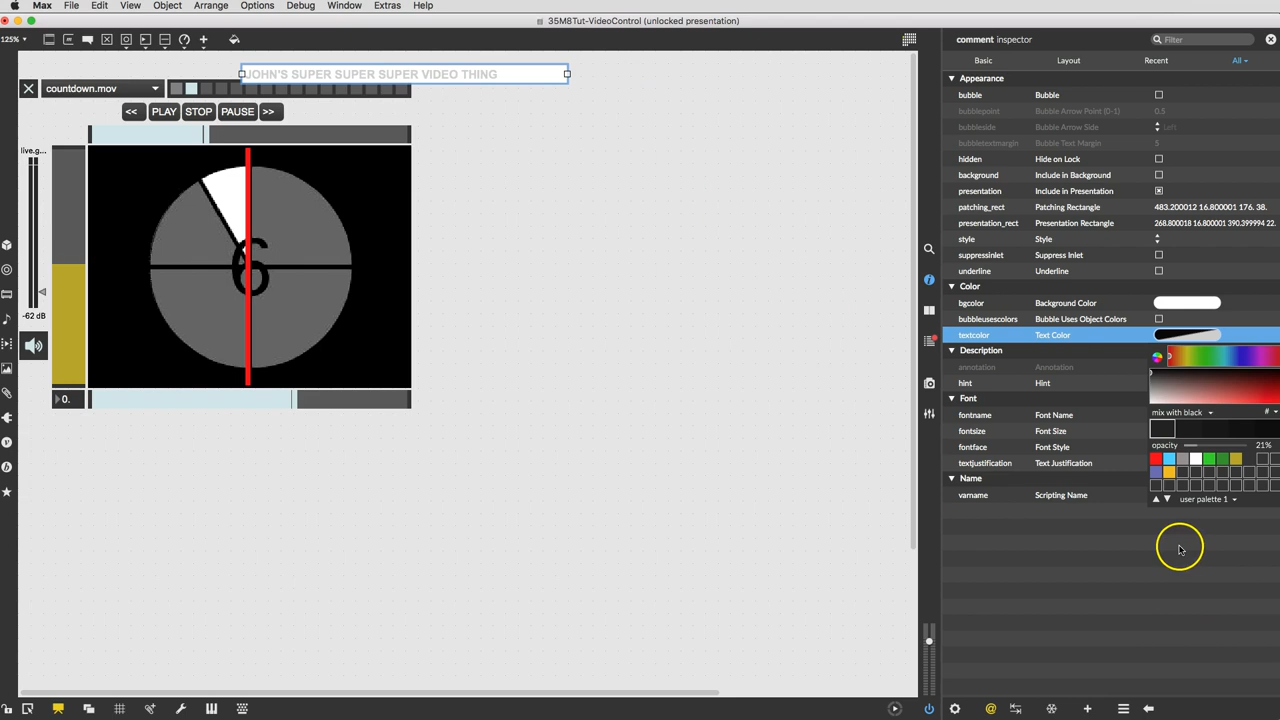 Max File Edit View Object Arrange Options Debug Window Extras Help
35M8Tut-VideoControl (unlocked presentation)
125%
comment inspector
Filter
Basic Layout Recent All
JOHN'S SUPER SUPER SUPER VIDEO THING
countdown.mov
<< PLAY STOP PAUSE >>
live.g...
6
-62 dB
0.
Appearance
bubble Bubble
bubblepoint Bubble Arrow Point (0-1) 0.5
bubbleside Bubble Arrow Side Left
bubbletextmargin Bubble Text Margin 5
hidden Hide on Lock
background Include in Background
presentation Include in Presentation
patching_rect Patching Rectangle 483.200012 16.800001 176. 38.
presentation_rect Presentation Rectangle 268.800018 16.800001 390.399994 22.
style Style
suppressinlet Suppress Inlet
underline Underline
Color
bgcolor Background Color
bubbleusescolors Bubble Uses Object Colors
textcolor Text Color
Description
annotation Annotation
hint Hint
Font
fontname Font Name
fontsize Font Size
fontface Font Style
textjustification Text Justification
Name
varname Scripting Name
mix with black #
opacity 21%
user palette 1